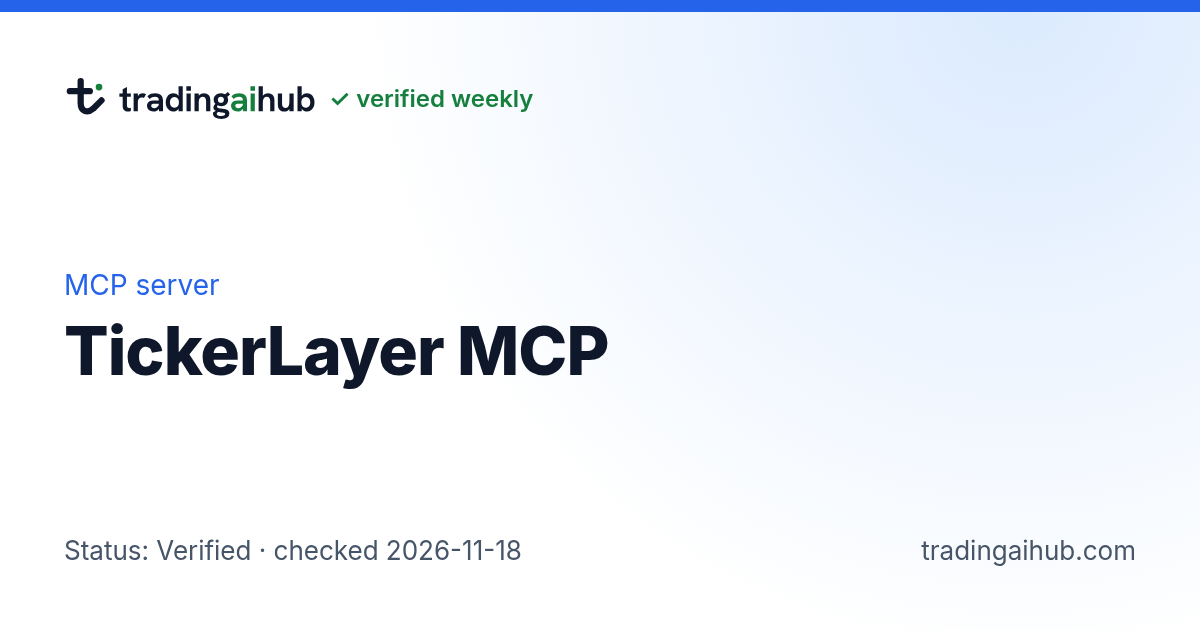 tradingaihub ✓ verified weekly
MCP server
TickerLayer MCP
Status: Verified · checked 2026-11-18
tradingaihub.com